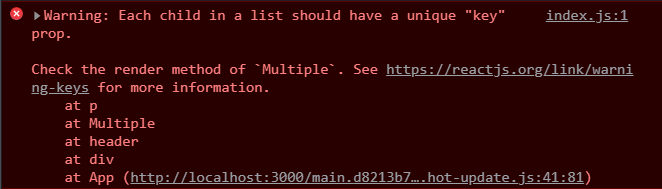 Warning: Each child in a list should have a unique "key" index.js:1
prop.
Check the render method of `Multiple`. See https://reactjs.org/link/warni
ng-keys for more information.
at p
at Multiple
at header
at div
at App (http://localhost:3000/main.d8213b7….hot-update.js:41:81)